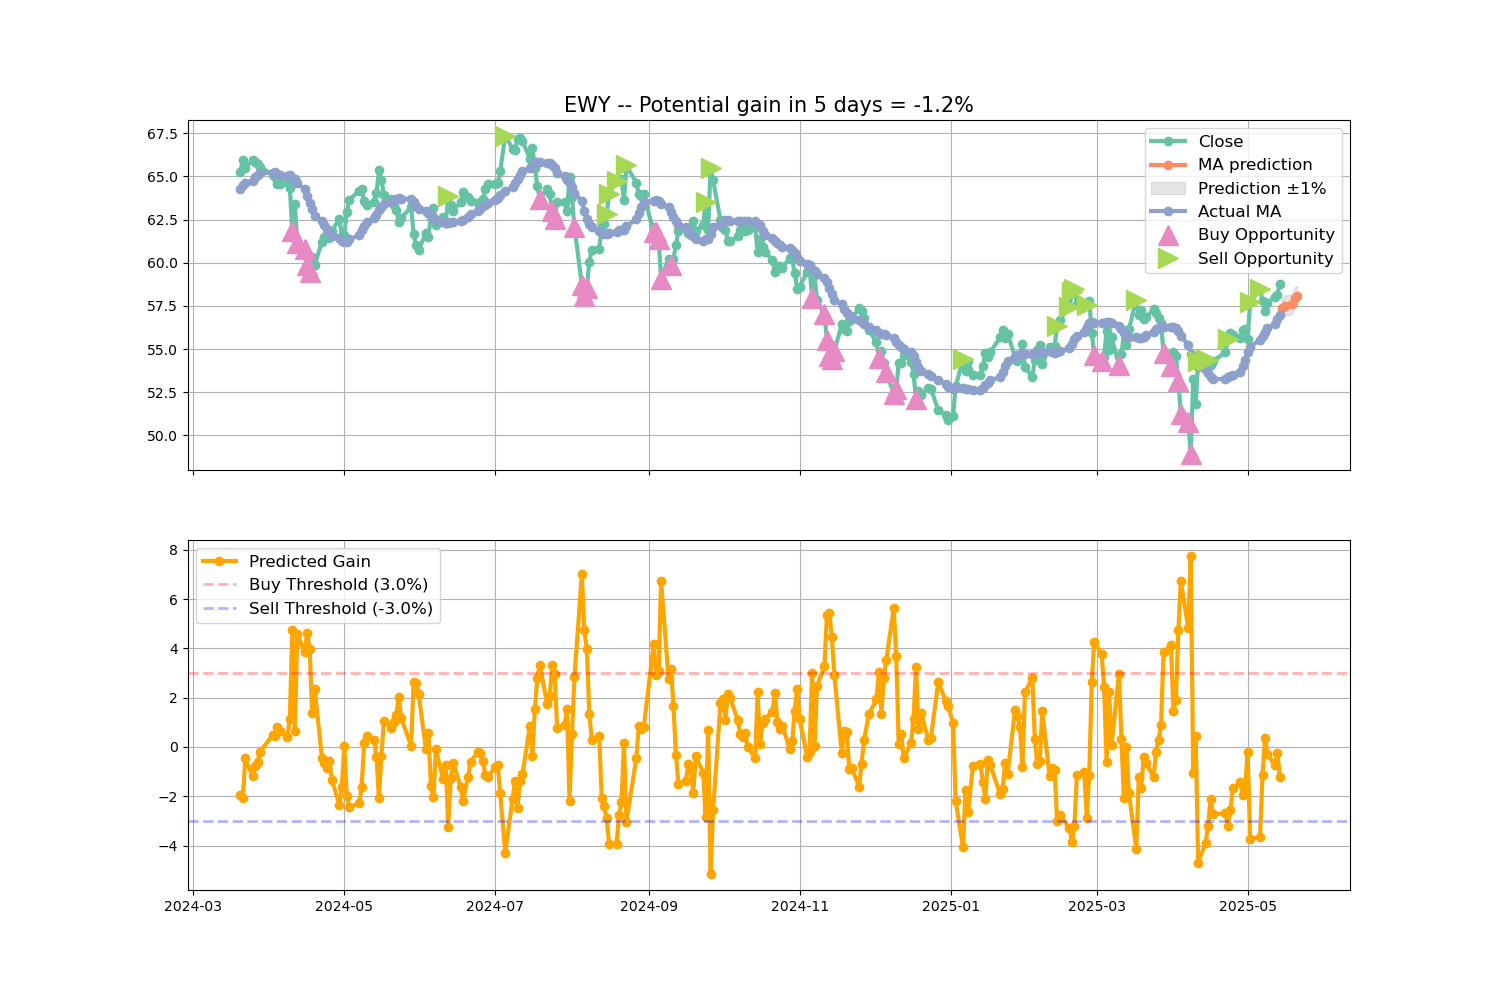 EWY -- Potential gain in 5 days = -1.2%
67.5
65.0
62.5
60.0
57.5
55.0
52.5
50.0
Close
MA prediction
Prediction ±1%
Actual MA
Buy Opportunity
Sell Opportunity
8
6
4
2
0
−2
−4
Predicted Gain
Buy Threshold (3.0%)
Sell Threshold (-3.0%)
2024-03 2024-05 2024-07 2024-09 2024-11 2025-01 2025-03 2025-05